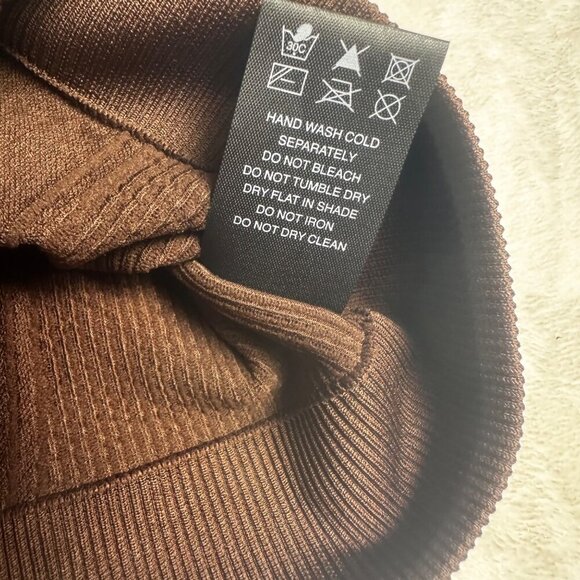 30C
HAND WASH COLD
SEPARATELY
DO NOT BLEACH
DO NOT TUMBLE DRY
DRY FLAT IN SHADE
DO NOT IRON
DO NOT DRY CLEAN